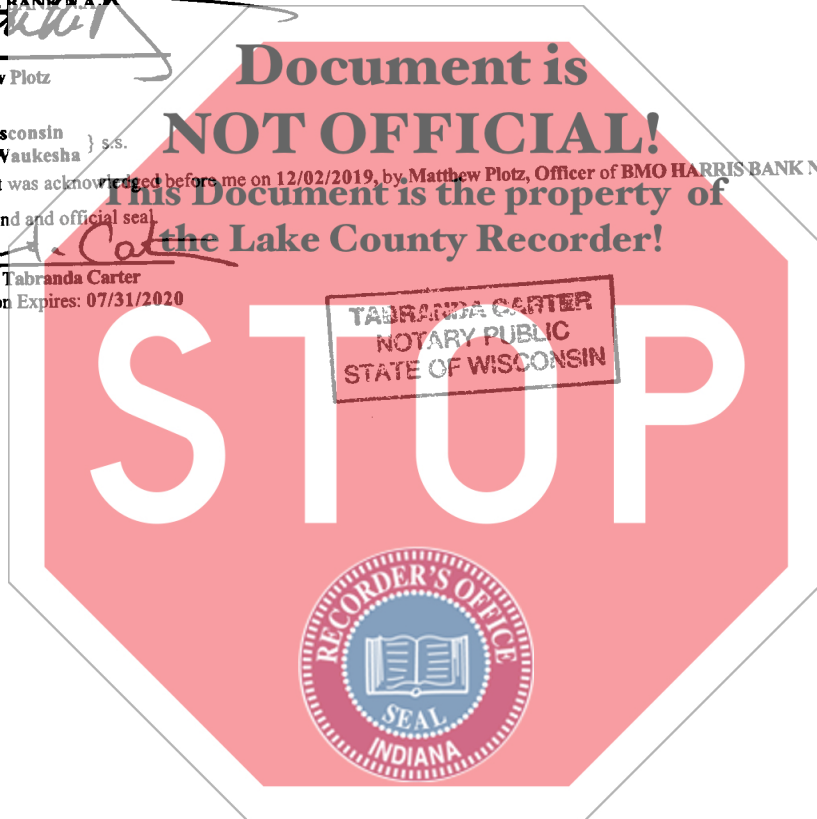 BANK N.A.
Plotz
Document is
NOT OFFICIAL!
sconsin
Vaukesha } s.s.
was acknowledged before me on 12/02/2019, by Matthew Plotz, Officer of BMO HARRIS BANK N
This Document is the property of
nd and official seal
the Lake County Recorder!
Tabranda Carter
n Expires: 07/31/2020
TABRANDA CARTER
NOTARY PUBLIC
STATE OF WISCONSIN
STOP
RECORDER'S OFFICE
SEAL
INDIANA